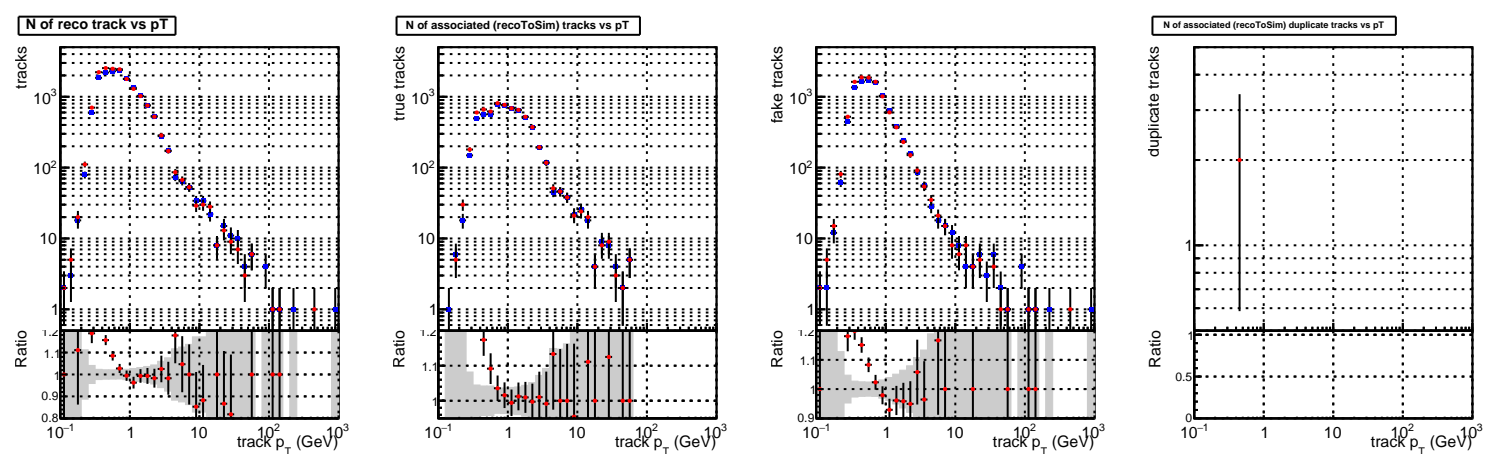 N of reco track vs pT
tracks
10³
10²
10
1
Ratio
1.2
1.1
1
0.9
0.8
10⁻¹ 1 10 10² 10³
track p_T (GeV)
N of associated (recoToSim) tracks vs pT
true tracks
10³
10²
10
1
Ratio
1.2
1.1
1
10⁻¹ 1 10 10² 10³
track p_T (GeV)
fake tracks
10³
10²
10
1
Ratio
1.2
1.1
1
0.9
10⁻¹ 1 10 10² 10³
track p_T (GeV)
N of associated (recoToSim) duplicate tracks vs pT
duplicate tracks
1
Ratio
1
0.5
0
10⁻¹ 1 10 10² 10³
track p_T (GeV)